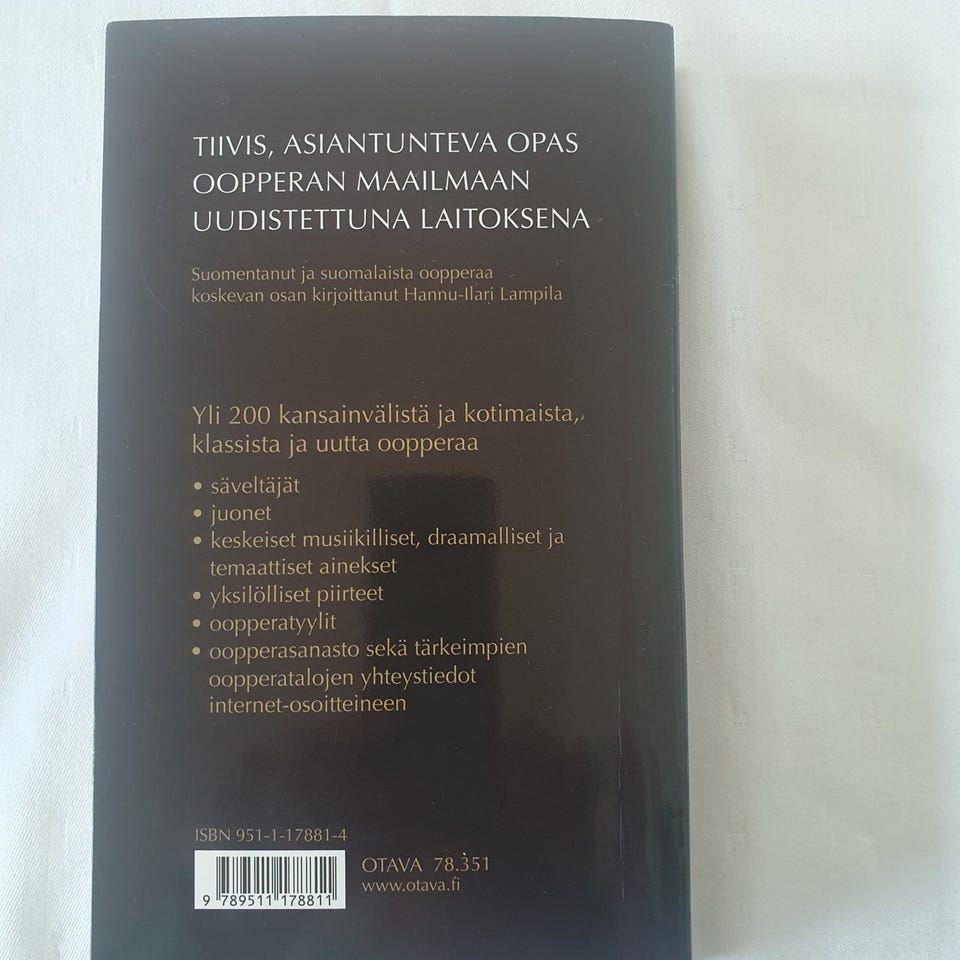 TIIVIS, ASIANTUNTEVA OPAS
OOPPERAN MAAILMAAN
UUDISTETTUNA LAITOKSENA
Suomentanut ja suomalaista oopperaa
koskevan osan kirjoittanut Hannu-Ilari Lampila
Yli 200 kansainvälistä ja kotimaista,
klassista ja uutta oopperaa
• säveltäjät
• juonet
• keskeiset musiikilliset, draamalliset ja
temaattiset ainekset
• yksilölliset piirteet
• oopperatyylit
• oopperasanasto sekä tärkeimpien
oopperatalojen yhteystiedot
internet-osoitteineen
ISBN 951-1-17881-4
OTAVA 78.351
www.otava.fi
9 789511 178811